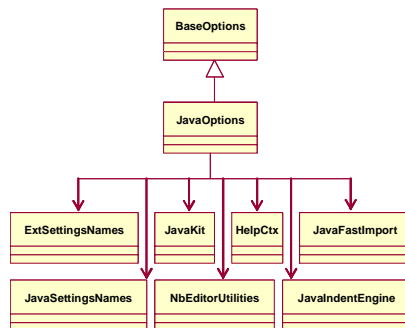 BaseOptions
JavaOptions
ExtSettingsNames
JavaKit
HelpCtx
JavaFastImport
JavaSettingsNames
NbEditorUtilities
JavaIndentEngine